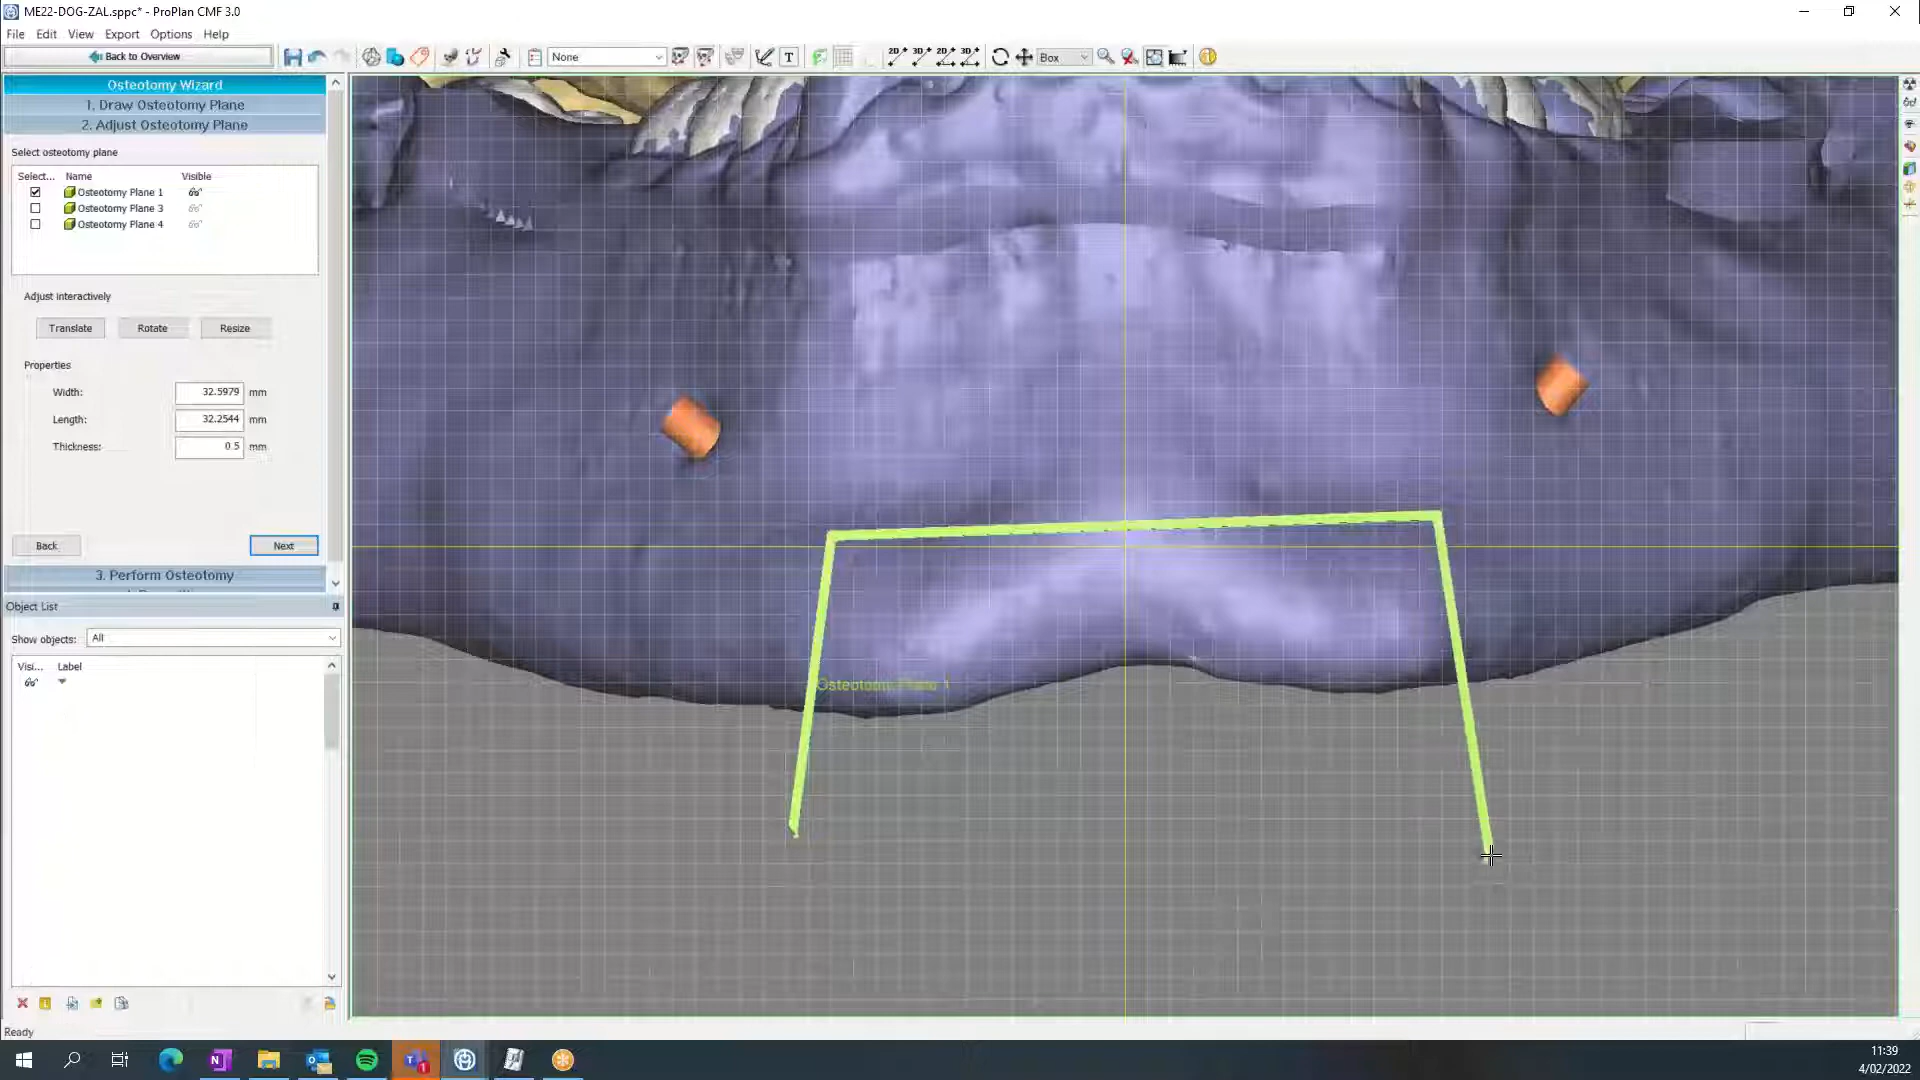 ME22-DOG-ZAL.sppc* - ProPlan CMF 3.0
File Edit View Export Options Help
Back to Overview
None
T
2D 3D 2D 3D
Box
Osteotomy Wizard
1. Draw Osteotomy Plane
2. Adjust Osteotomy Plane
Select osteotomy plane
Select... Name Visible
Osteotomy Plane 1
Osteotomy Plane 3
Osteotomy Plane 4
Adjust interactively
Translate Rotate Resize
Properties
Width: 32.5979 mm
Length: 32.2544 mm
Thickness: 0.5 mm
Back Next
3. Perform Osteotomy
Object List
Show objects: All
Visi... Label
Osteotomy Plane 1
Ready
11:39
4/02/2022